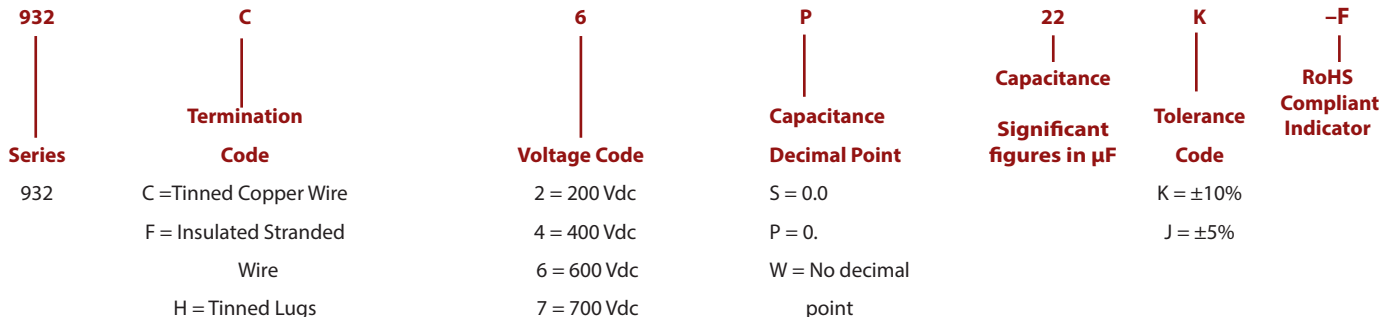 932 C 6 P 22 K –F
Capacitance RoHS
Compliant
Termination Capacitance Significant Tolerance Indicator
Series Code Voltage Code Decimal Point figures in µF Code
932 C =Tinned Copper Wire 2 = 200 Vdc S = 0.0 K = ±10%
F = Insulated Stranded 4 = 400 Vdc P = 0. J = ±5%
Wire 6 = 600 Vdc W = No decimal
H = Tinned Lugs 7 = 700 Vdc point